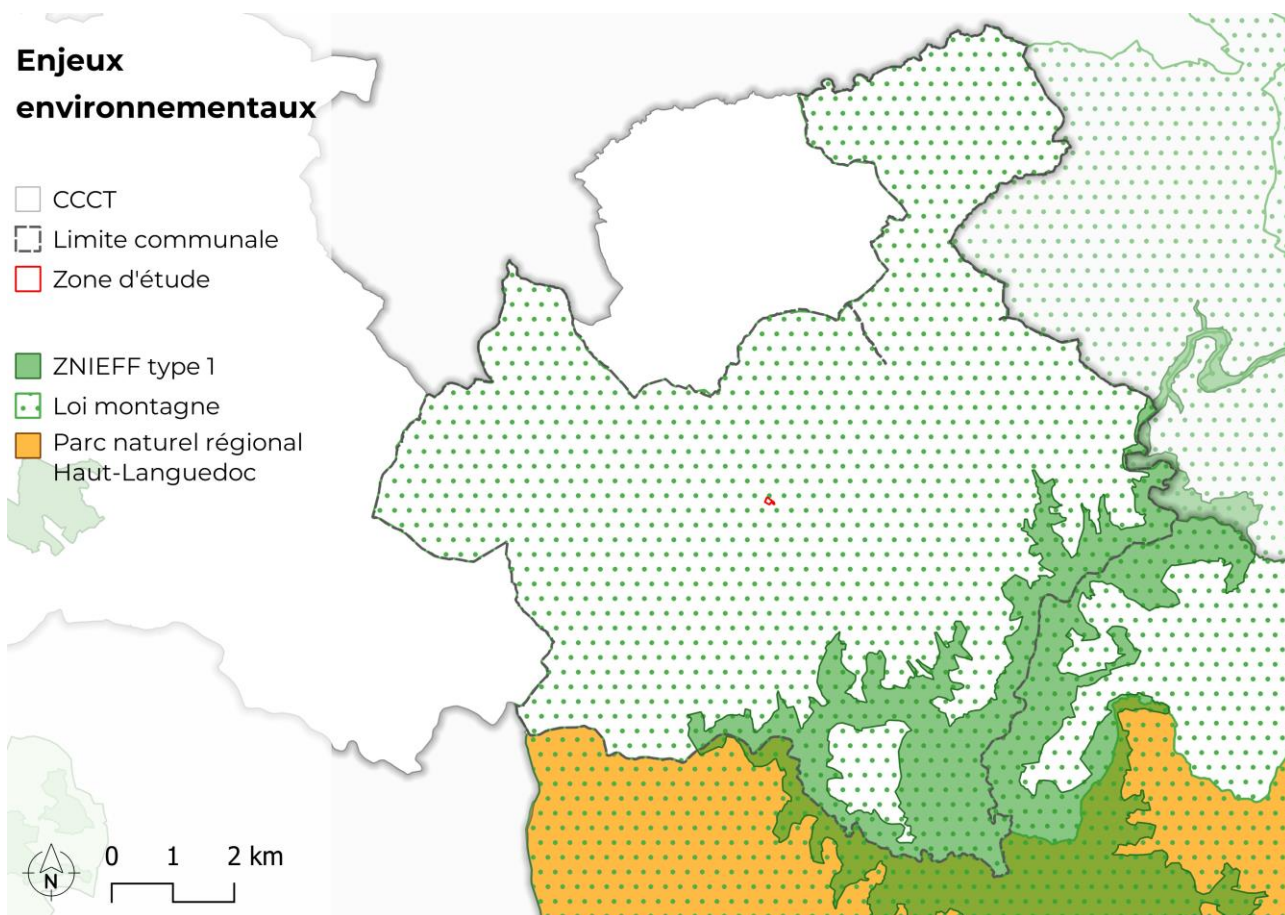 Enjeux
environnementaux
CCCT
Limite communale
Zone d'étude
ZNIEFF type 1
Loi montagne
Parc naturel régional
Haut-Languedoc
0 1 2 km
N